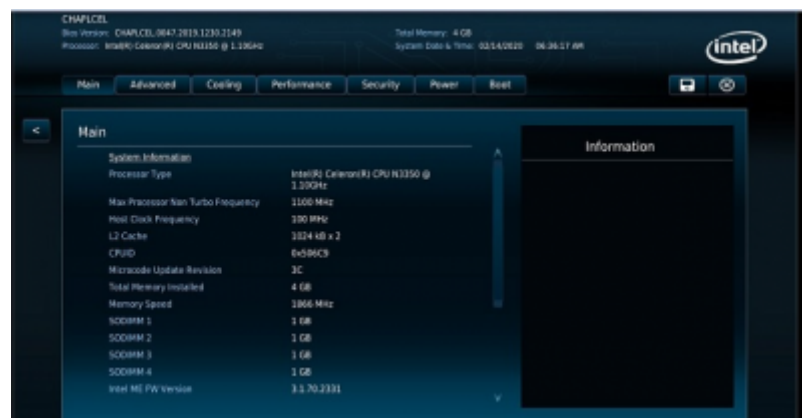 CHAPLCEL
Bios Version: CHAPLCEL.0047.2019.1230.2149
Total Memory: 4 GB
Processor: Intel(R) Celeron(R) CPU N3350 @ 1.10GHz
System Date & Time: 02/14/2020 06:36:17 AM
intel
Main Advanced Cooling Performance Security Power Boot
<
Main
Information
System Information
Processor Type Intel(R) Celeron(R) CPU N3350 @
1.10GHz
Max Processor Non Turbo Frequency 1100 MHz
Host Clock Frequency 100 MHz
L2 Cache 1024 kB x 2
CPUID 0x506C9
Microcode Update Revision 3C
Total Memory Installed 4 GB
Memory Speed 1866 MHz
SODIMM 1 1 GB
SODIMM 2 1 GB
SODIMM 3 1 GB
SODIMM 4 1 GB
Intel ME FW Version 3.1.70.2331